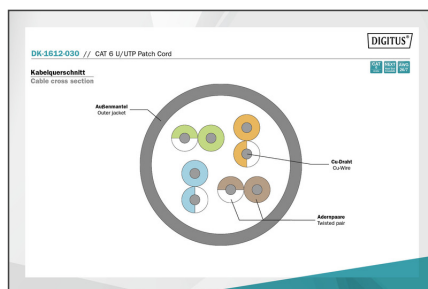 DIGITUS®
DK-1612-030 // CAT 6 U/UTP Patch Cord
Kabelquerschnitt
Cable cross section
Außenmantel
Outer jacket
Cu-Draht
Cu-Wire
Adernpaare
Twisted pair